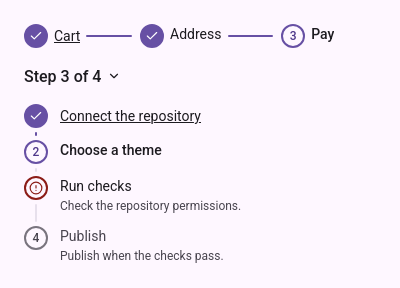 Cart
Address
3 Pay
Step 3 of 4
Connect the repository
2 Choose a theme
Run checks
Check the repository permissions.
4 Publish
Publish when the checks pass.